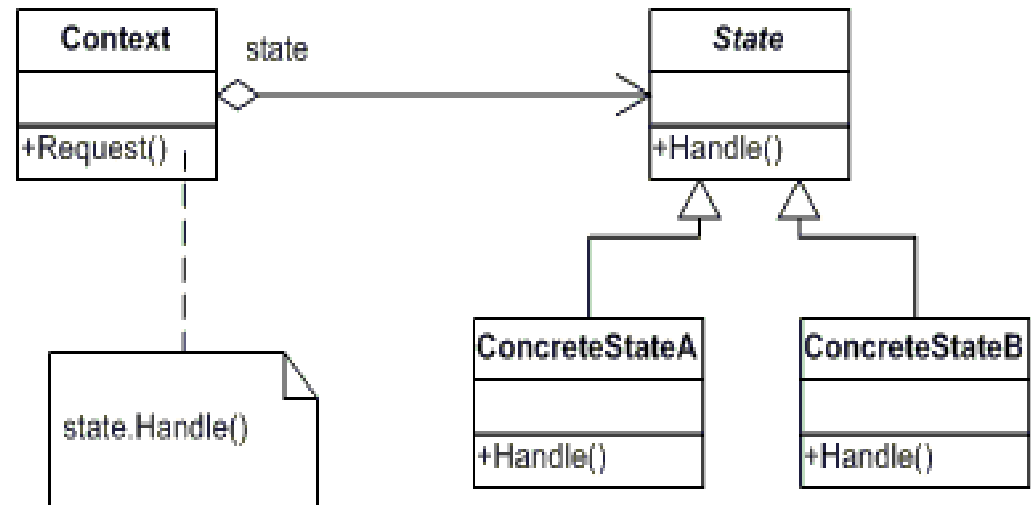 Context
+Request()
state
State
+Handle()
ConcreteStateA
+Handle()
ConcreteStateB
+Handle()
state.Handle()